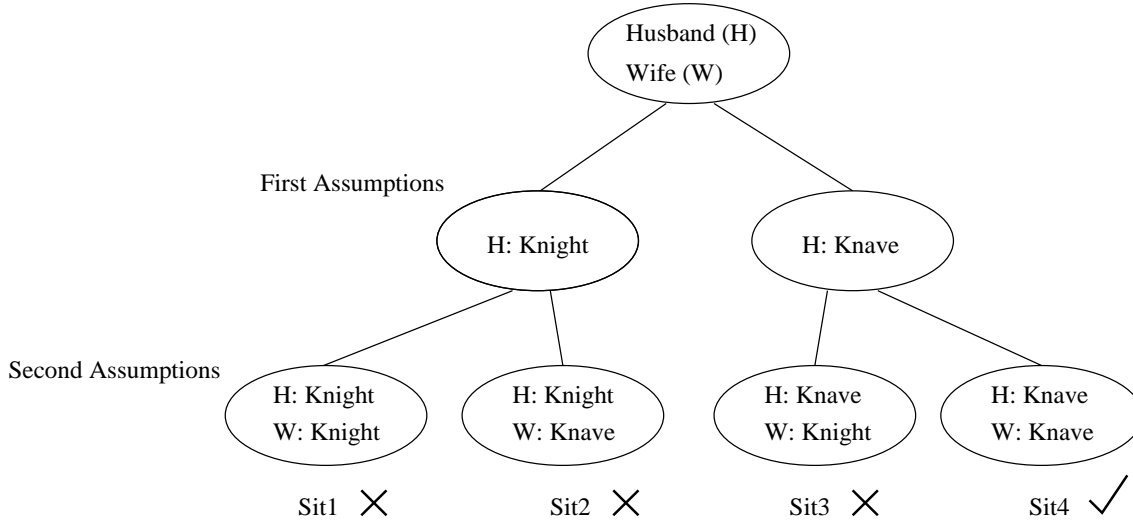 Husband (H)
Wife (W)
First Assumptions
H: Knight
H: Knave
Second Assumptions
H: Knight
W: Knight
H: Knight
W: Knave
H: Knave
W: Knight
H: Knave
W: Knave
Sit1
Sit2
Sit3
Sit4